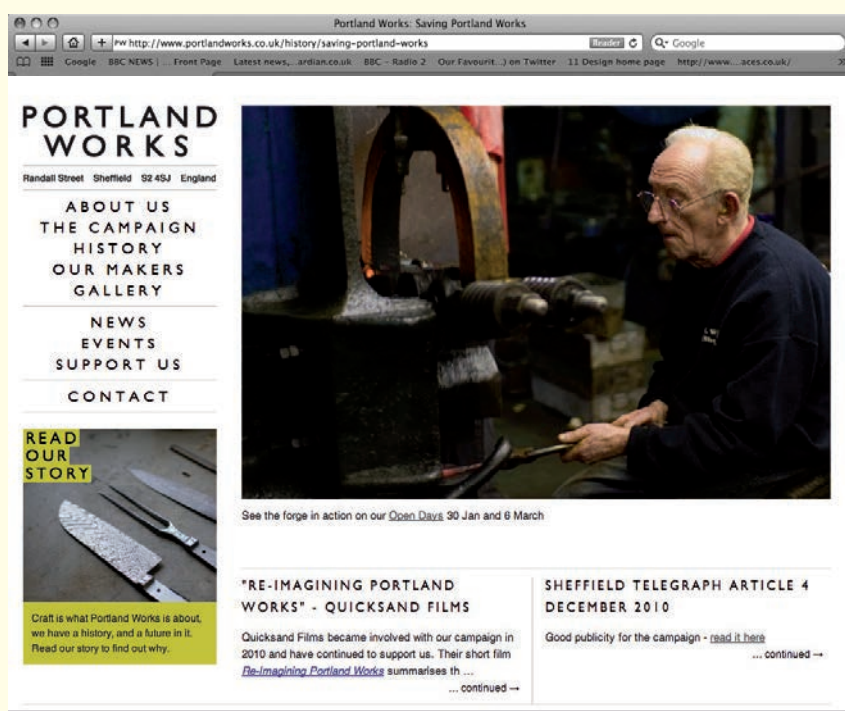 Portland Works: Saving Portland Works
PW http://www.portlandworks.co.uk/history/saving-portland-works
Reader
Google
Google BBC NEWS | ... Front Page Latest news,...ardian.co.uk BBC - Radio 2 Our Favourit...) on Twitter 11 Design home page http://www....aces.co.uk/
PORTLAND
WORKS
Randall Street Sheffield S2 4SJ England
ABOUT US
THE CAMPAIGN
HISTORY
OUR MAKERS
GALLERY
NEWS
EVENTS
SUPPORT US
CONTACT
READ
OUR
STORY
Craft is what Portland Works is about,
we have a history, and a future in it.
Read our story to find out why.
See the forge in action on our Open Days 30 Jan and 6 March
"RE-IMAGINING PORTLAND
WORKS" - QUICKSAND FILMS
Quicksand Films became involved with our campaign in
2010 and have continued to support us. Their short film
Re-Imagining Portland Works summarises th ...
... continued →
SHEFFIELD TELEGRAPH ARTICLE 4
DECEMBER 2010
Good publicity for the campaign - read it here
... continued →